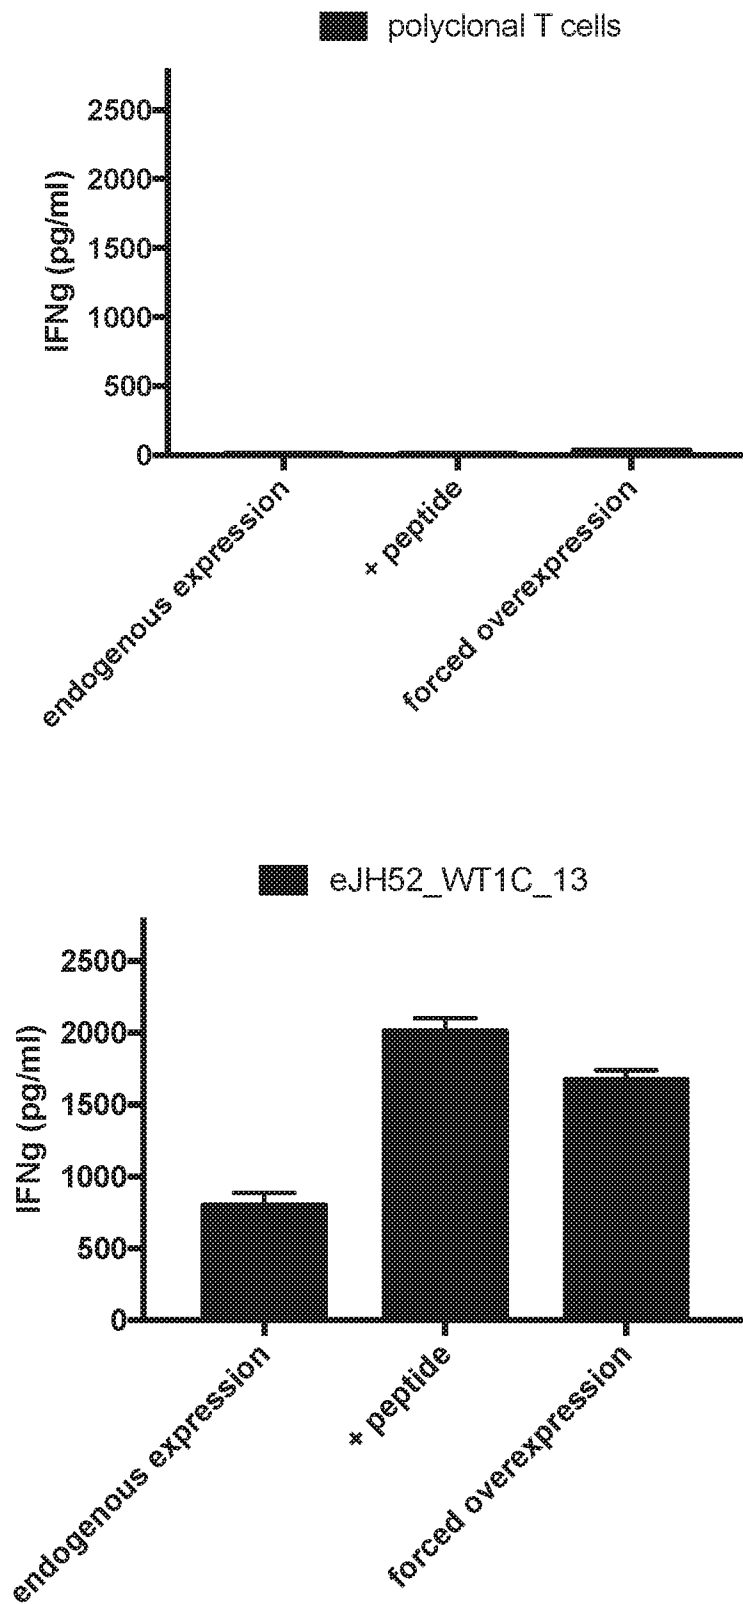 polyclonal T cells
2500
2000
1500
1000
500
0
IFNg (pg/ml)
endogenous expression
+ peptide
forced overexpression
eJH52_WT1C_13
2500
2000
1500
1000
500
0
IFNg (pg/ml)
endogenous expression
+ peptide
forced overexpression